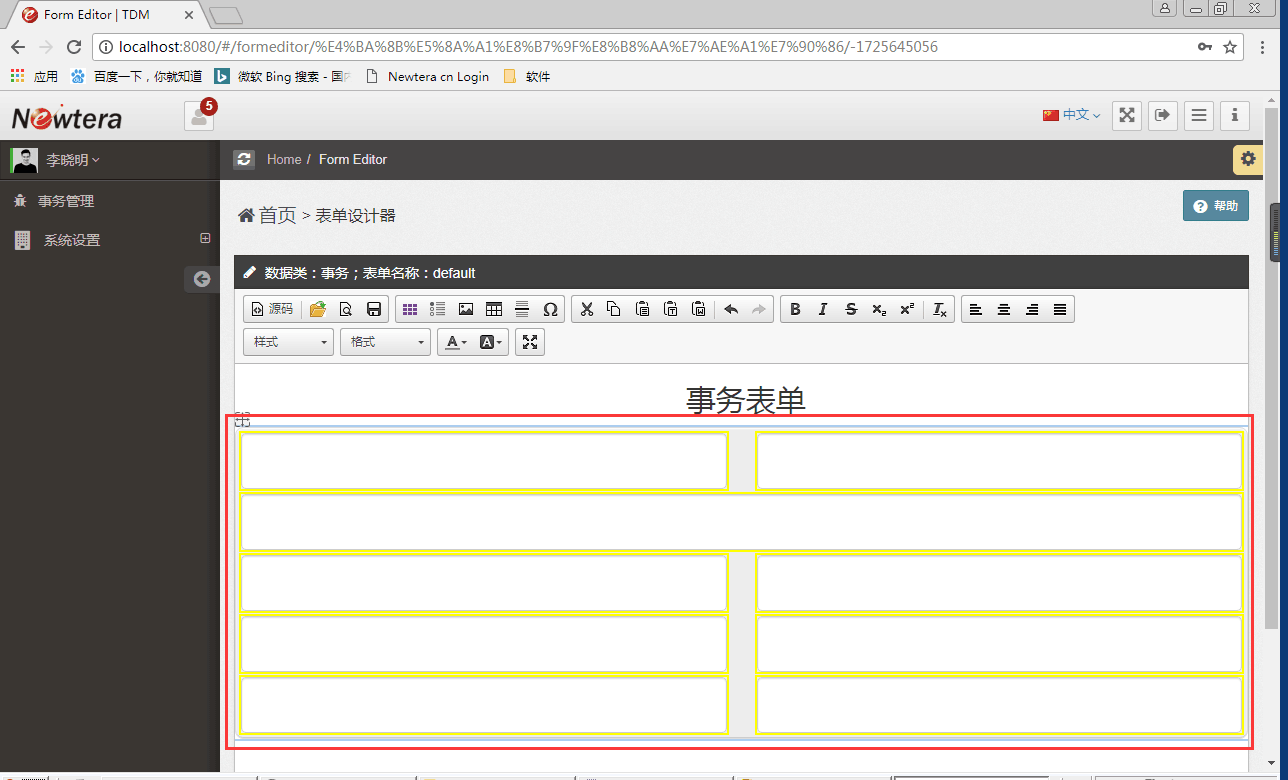 Form Editor | TDM
localhost:8080/#/formeditor/%E4%BA%8B%E5%8A%A1%E8%B7%9F%E8%B8%AA%E7%AE%A1%E7%90%86/-1725645056
应用 百度一下，你就知道 微软 Bing 搜索 - 国内 Newtera cn Login 软件
Newtera 5 中文
李晓明 Home / Form Editor
事务管理
系统设置
首页 > 表单设计器 帮助
数据类：事务；表单名称：default
源码
样式 格式
事务表单